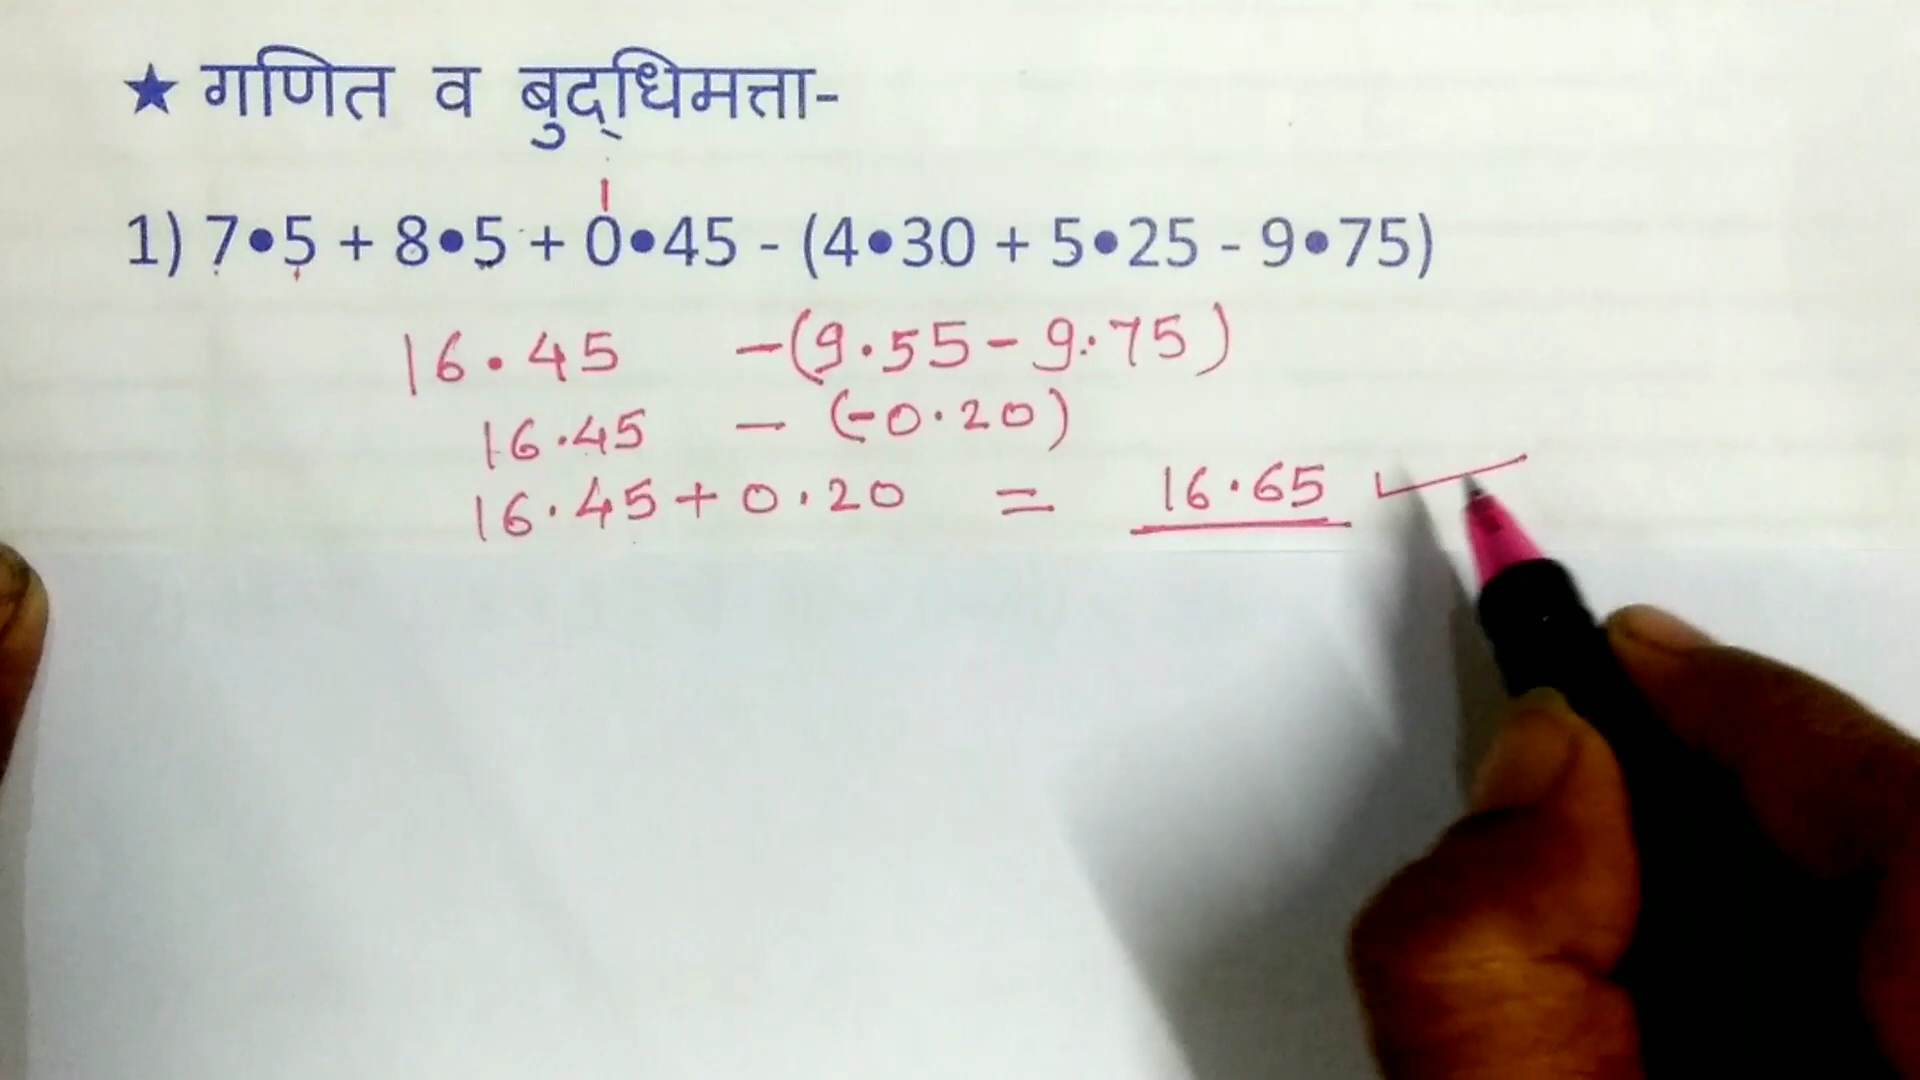 ★ गणित व बुद्धिमत्ता-
1) 7•5 + 8•5 + 0•45 - (4•30 + 5•25 - 9•75)
16.45 -(9.55 - 9.75)
16.45 - (-0.20)
16.45 + 0.20 = 16.65 ✓